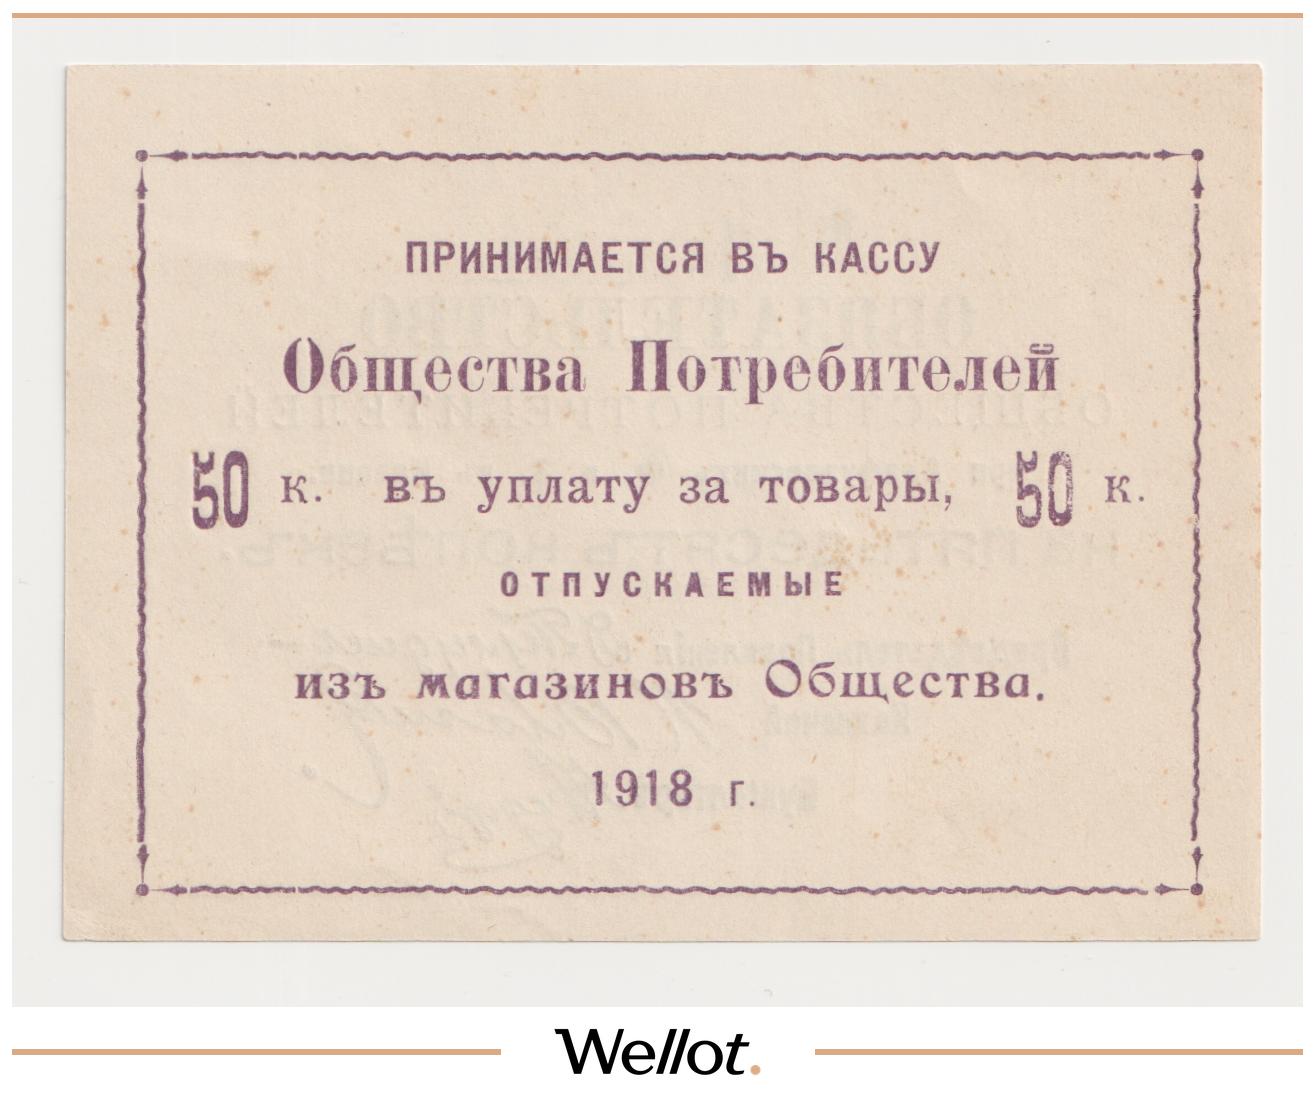 ПРИНИМАЕТСЯ ВЪ КАССУ
Общества Потребителей
50 к. въ уплату за товары, 50 к.
ОТПУСКАЕМЫЕ
изъ магазиновъ Общества.
1918 г.
Wellot.